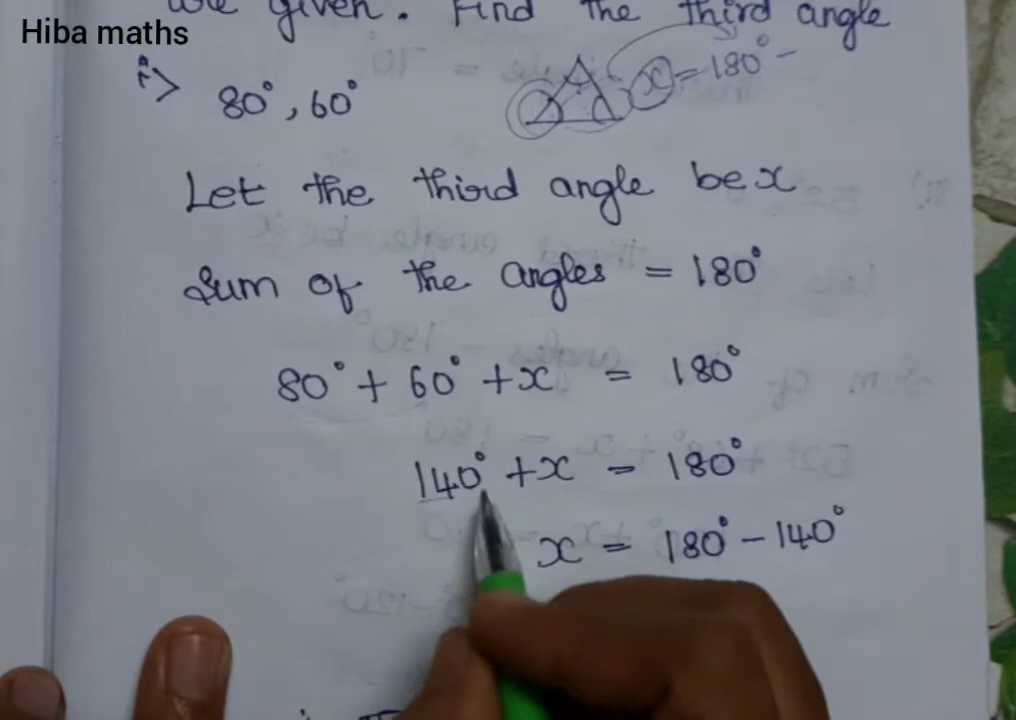 are given. Find the third angle
Hiba maths
i> 80°, 60°
x = 180° -
Let the third angle be x
Sum of the angles = 180°
80° + 60° + x = 180°
140° + x = 180°
x = 180° - 140°